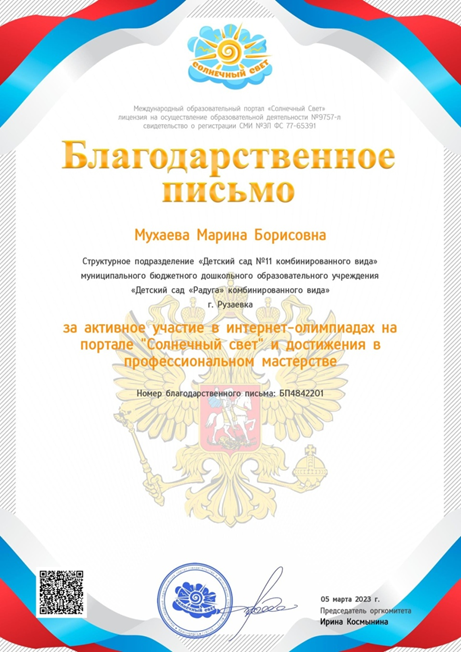 СОЛНЕЧНЫЙ СВЕТ
Международный образовательный портал «Солнечный Свет»
лицензия на осуществление образовательной деятельности №9757-л
свидетельство о регистрации СМИ №ЭЛ ФС 77-65391
Благодарственное
письмо
Мухаева Марина Борисовна
Структурное подразделение «Детский сад №11 комбинированного вида»
муниципального бюджетного дошкольного образовательного учреждения
«Детский сад «Радуга» комбинированного вида»
г. Рузаевка
за активное участие в интернет-олимпиадах на
портале "Солнечный свет" и достижения в
профессиональном мастерстве
Номер благодарственного письма: БП4842201
05 марта 2023 г.
Председатель оргкомитета
Ирина Космынина